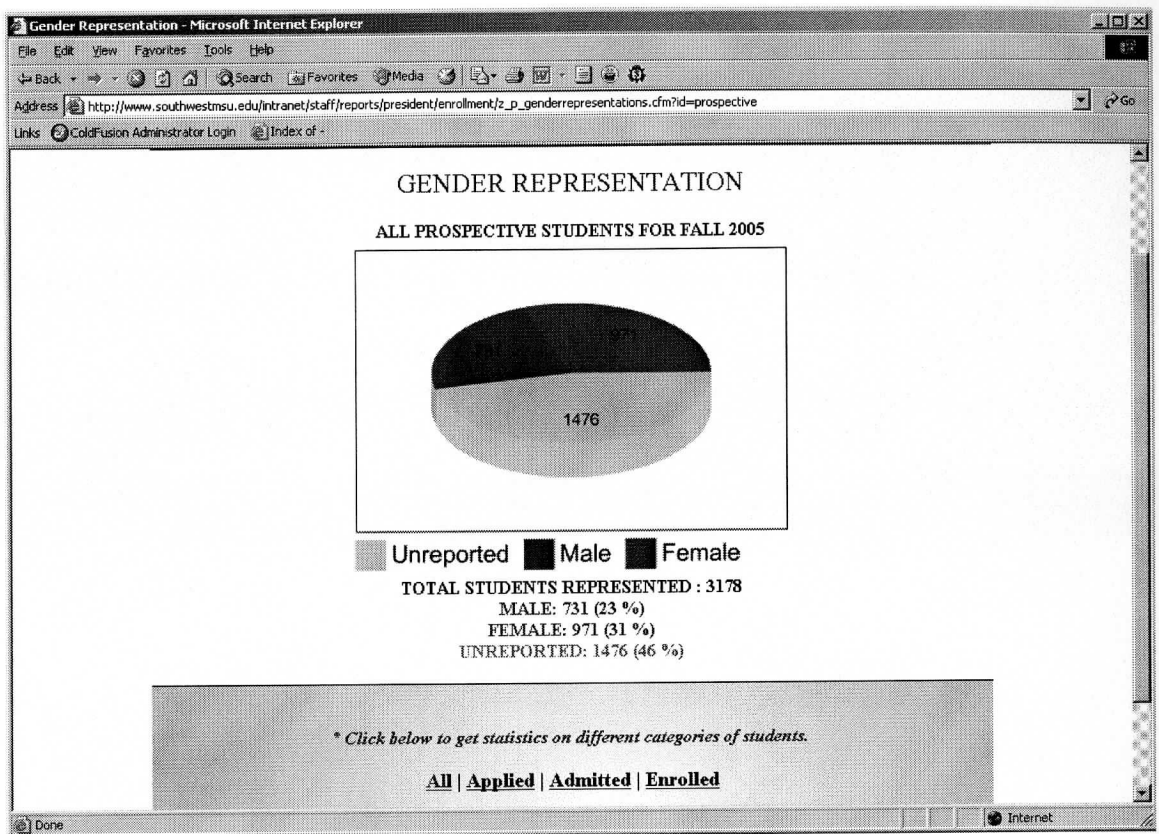 Gender Representation - Microsoft Internet Explorer
File Edit View Favorites Tools Help
Back Search Favorites Media
Address http://www.southwestmsu.edu/intranet/staff/reports/president/enrollment/z_p_genderrepresentations.cfm?id=prospective Go
Links ColdFusion Administrator Login Index of -
GENDER REPRESENTATION
ALL PROSPECTIVE STUDENTS FOR FALL 2005
971
1476
Unreported Male Female
TOTAL STUDENTS REPRESENTED : 3178
MALE: 731 (23 %)
FEMALE: 971 (31 %)
UNREPORTED: 1476 (46 %)
* Click below to get statistics on different categories of students.
All | Applied | Admitted | Enrolled
Done Internet